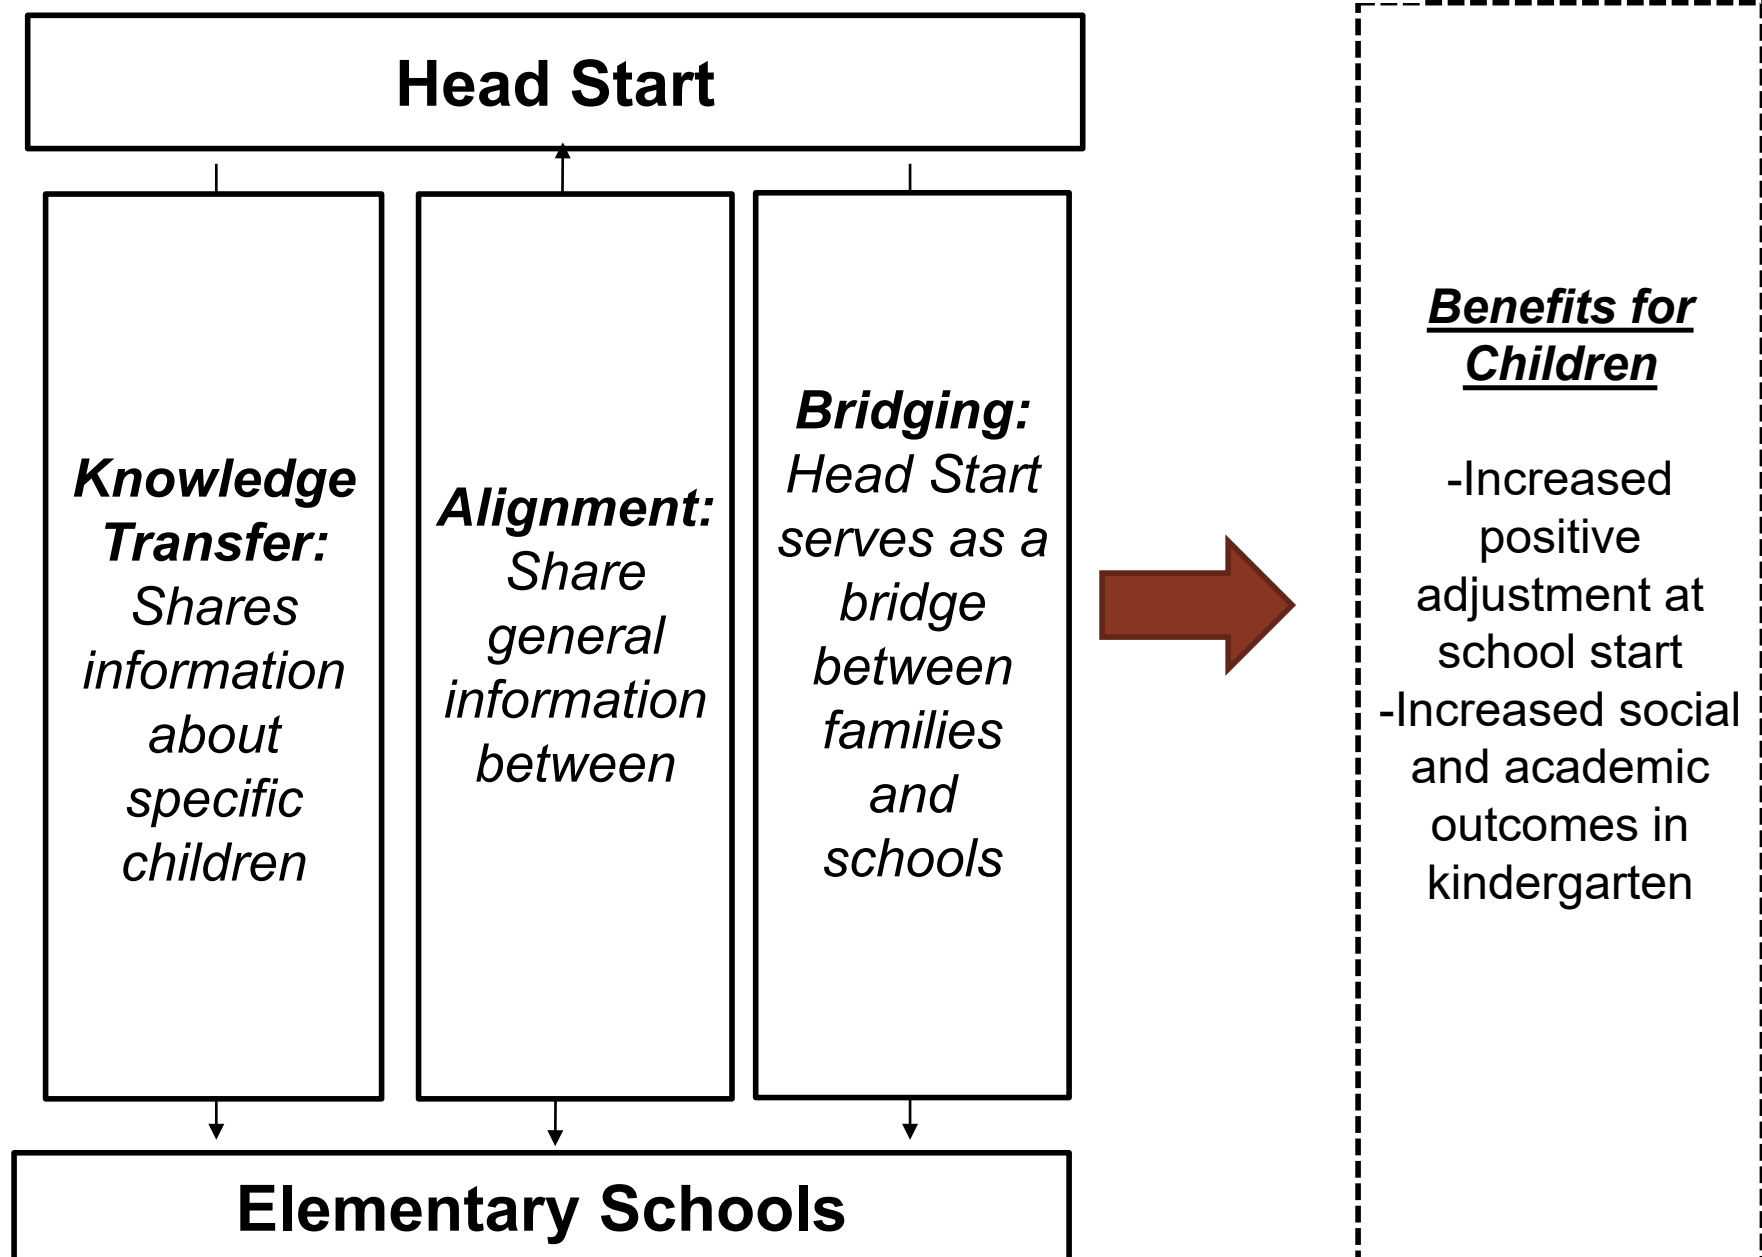 Head Start
Knowledge
Transfer:
Shares
information
about
specific
children
Alignment:
Share
general
information
between
Bridging:
Head Start
serves as a
bridge
between
families
and
schools
Benefits for
Children
-Increased
positive
adjustment at
school start
-Increased social
and academic
outcomes in
kindergarten
Elementary Schools